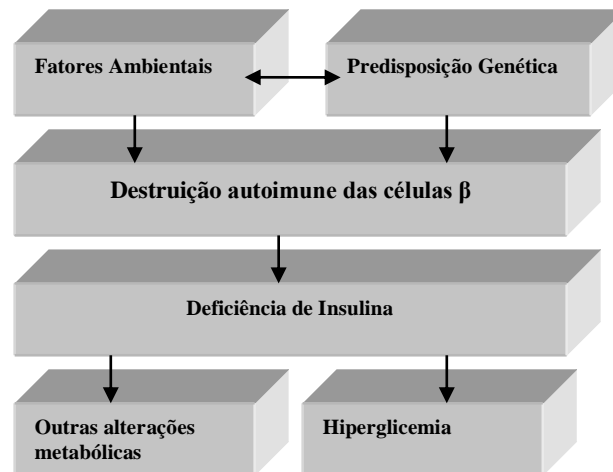 Fatores Ambientais
Predisposição Genética
Destruição autoimune das células β
Deficiência de Insulina
Outras alterações
metabólicas
Hiperglicemia